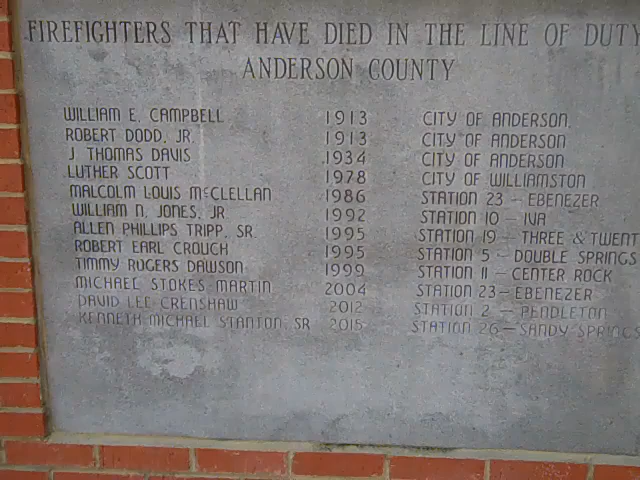 FIREFIGHTERS THAT HAVE DIED IN THE LINE OF DUTY
ANDERSON COUNTY
WILLIAM E. CAMPBELL 1913 CITY OF ANDERSON
ROBERT DODD, JR. 1913 CITY OF ANDERSON
J THOMAS DAVIS 1934 CITY OF ANDERSON
LUTHER SCOTT 1978 CITY OF WILLIAMSTON
MALCOLM LOUIS McCLELLAN 1986 STATION 23 – EBENEZER
WILLIAM N. JONES, JR 1992 STATION 10 – IVA
ALLEN PHILLIPS TRIPP, SR 1995 STATION 19 – THREE & TWENT
ROBERT EARL CROUCH 1995 STATION 5 – DOUBLE SPRINGS
TIMMY ROGERS DAWSON 1999 STATION 11 – CENTER ROCK
MICHAEL STOKES MARTIN 2004 STATION 23 – EBENEZER
DAVID LEE CRENSHAW 2012 STATION 2 – PENDLETON
KENNETH MICHAEL STANTON, SR 2015 STATION 26 – SANDY SPRINGS